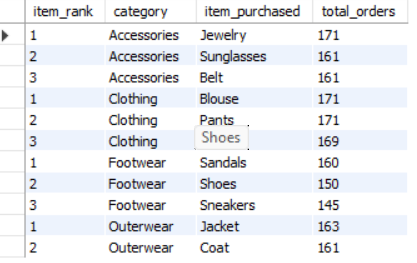 item_rank category item_purchased total_orders
1 Accessories Jewelry 171
2 Accessories Sunglasses 161
3 Accessories Belt 161
1 Clothing Blouse 171
2 Clothing Pants 171
Shoes
3 Clothing 169
1 Footwear Sandals 160
2 Footwear Shoes 150
3 Footwear Sneakers 145
1 Outerwear Jacket 163
2 Outerwear Coat 161